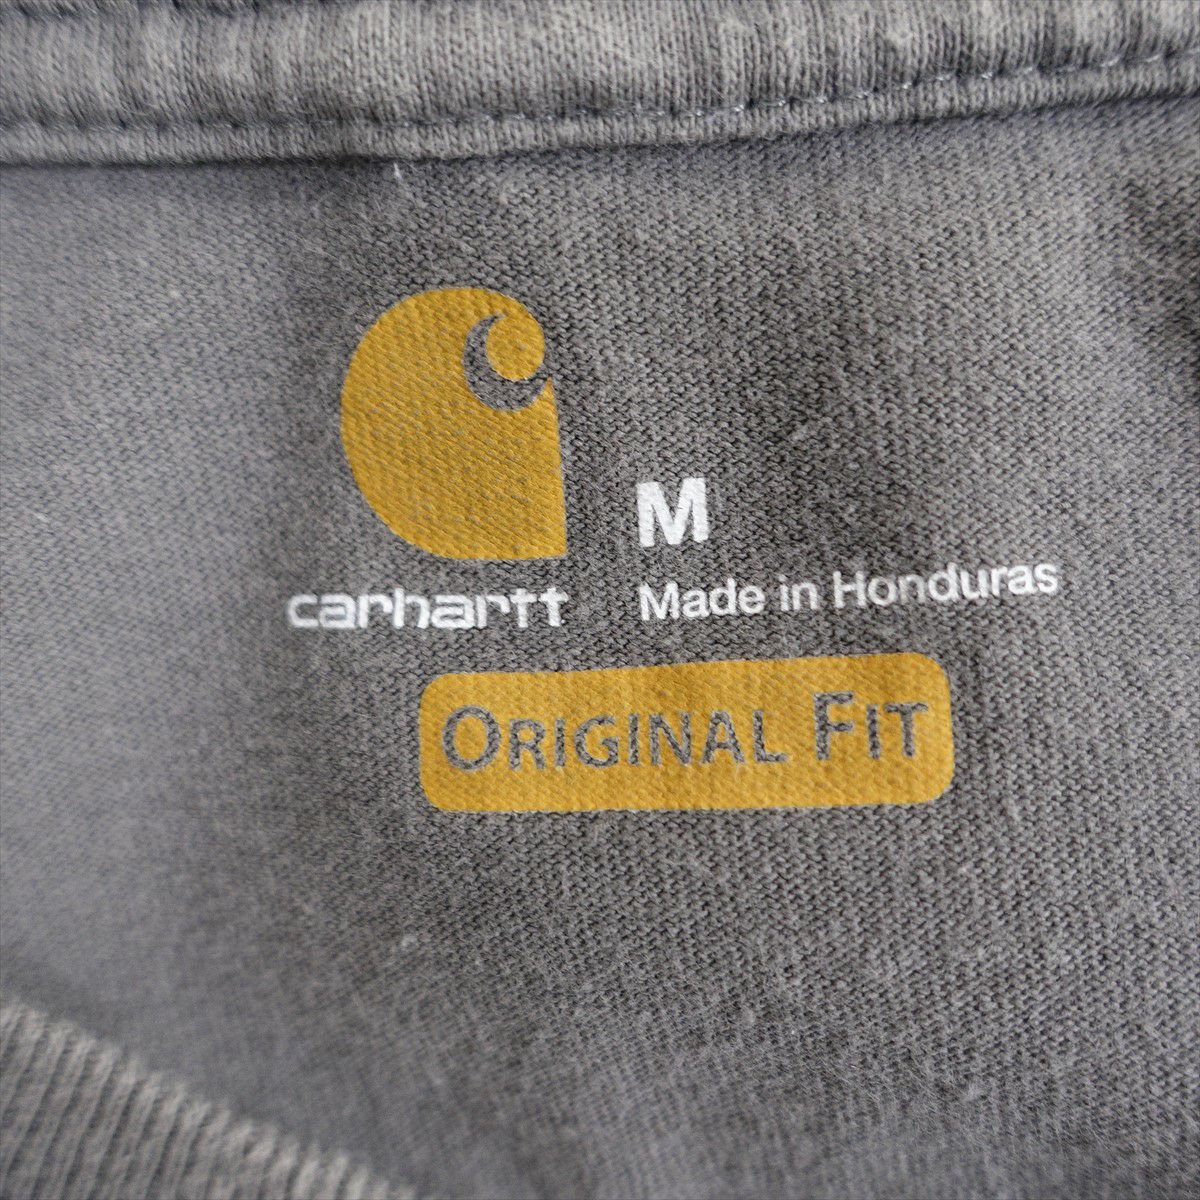 M
carhartt
Made in Honduras
ORIGINAL FIT